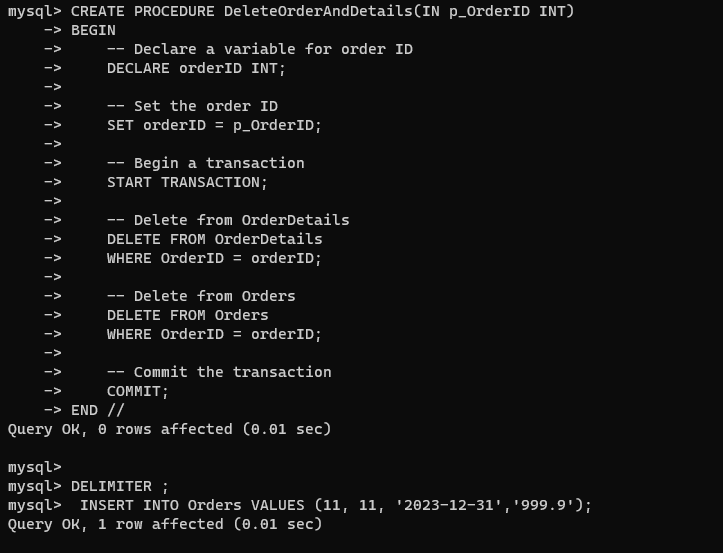 mysql> CREATE PROCEDURE DeleteOrderAndDetails(IN p_OrderID INT)
    -> BEGIN
    ->     -- Declare a variable for order ID
    ->     DECLARE orderID INT;
    ->
    ->     -- Set the order ID
    ->     SET orderID = p_OrderID;
    ->
    ->     -- Begin a transaction
    ->     START TRANSACTION;
    ->
    ->     -- Delete from OrderDetails
    ->     DELETE FROM OrderDetails
    ->     WHERE OrderID = orderID;
    ->
    ->     -- Delete from Orders
    ->     DELETE FROM Orders
    ->     WHERE OrderID = orderID;
    ->
    ->     -- Commit the transaction
    ->     COMMIT;
    -> END //
Query OK, 0 rows affected (0.01 sec)

mysql>
mysql> DELIMITER ;
mysql>  INSERT INTO Orders VALUES (11, 11, '2023-12-31','999.9');
Query OK, 1 row affected (0.01 sec)